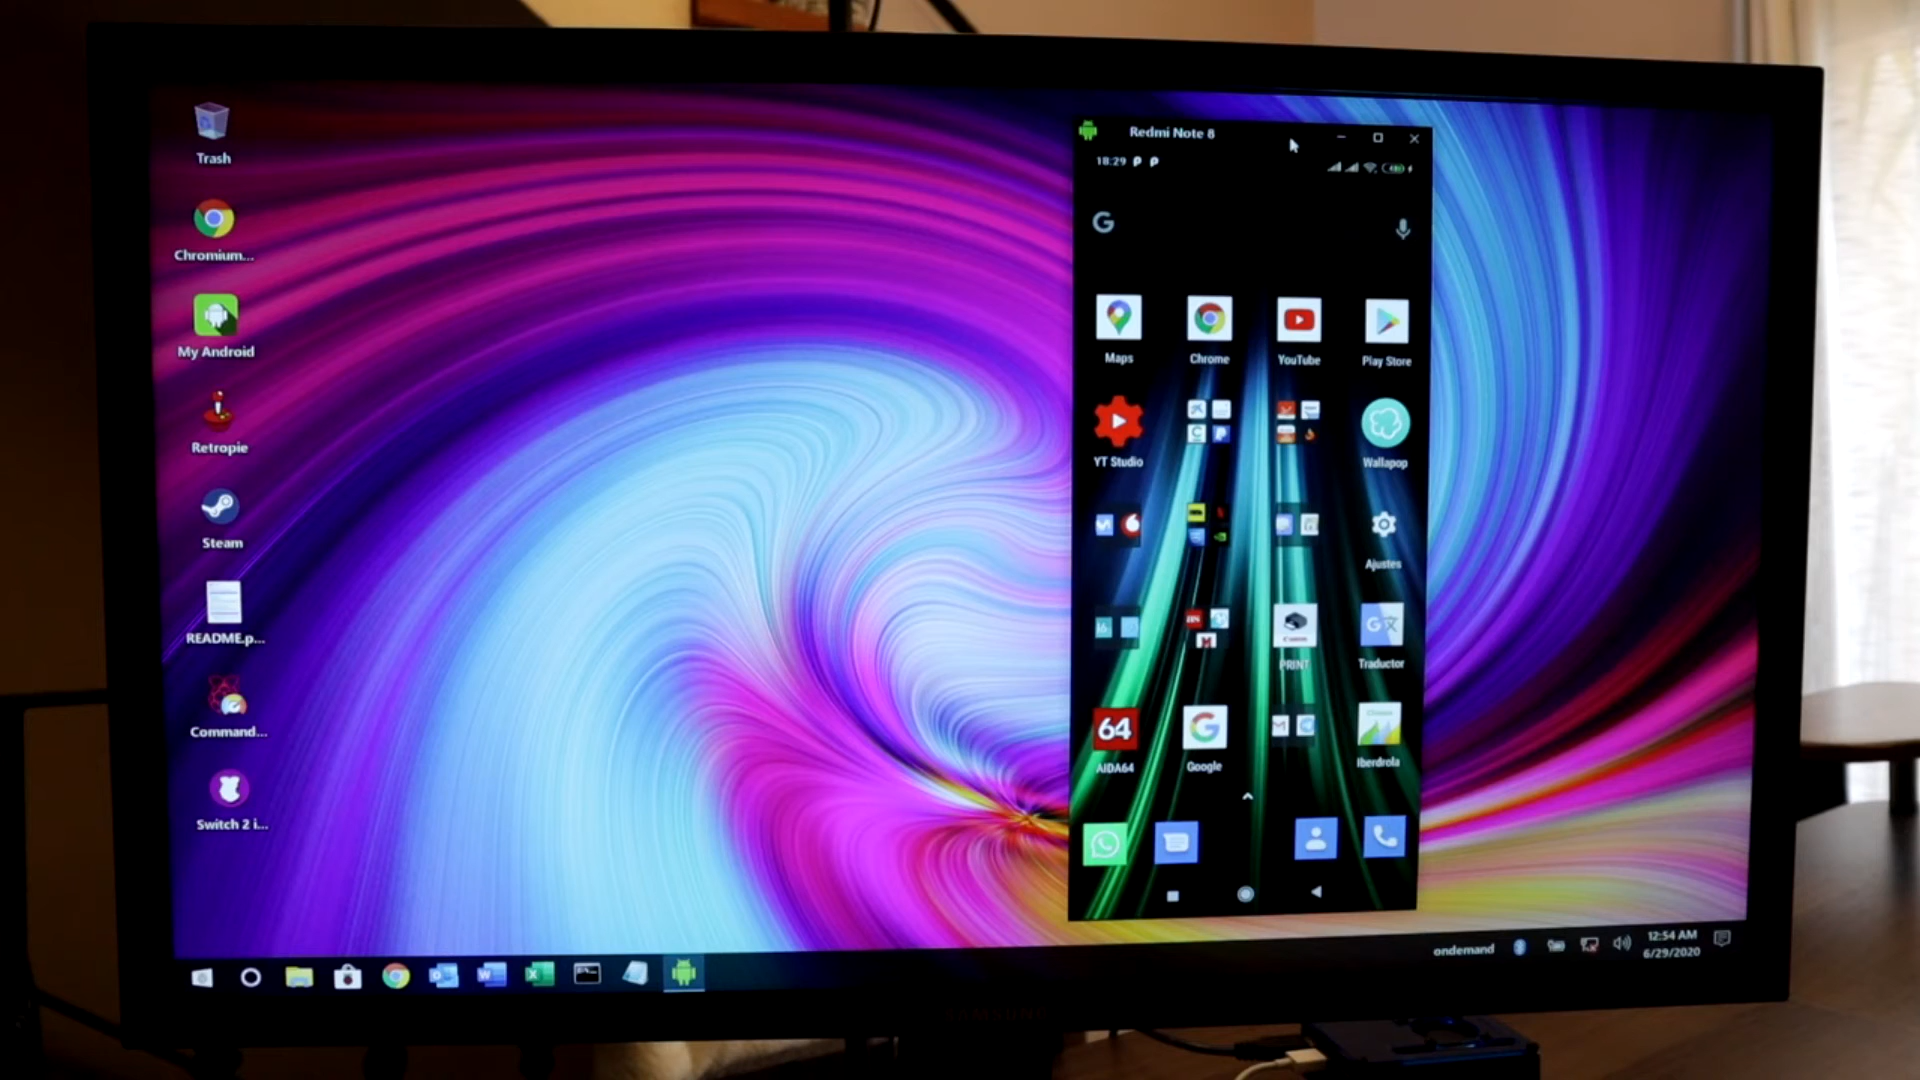 Trash
Chromium...
My Android
Retropie
Steam
README.p...
Command...
Switch 2 i...
Redmi Note 8
18:29
Maps
Chrome
YouTube
Play Store
YT Studio
Wallapop
Ajustes
PRINT
Traductor
64
AIDA64
Google
Iberdrola
ondemand
12:54 AM
6/29/2020